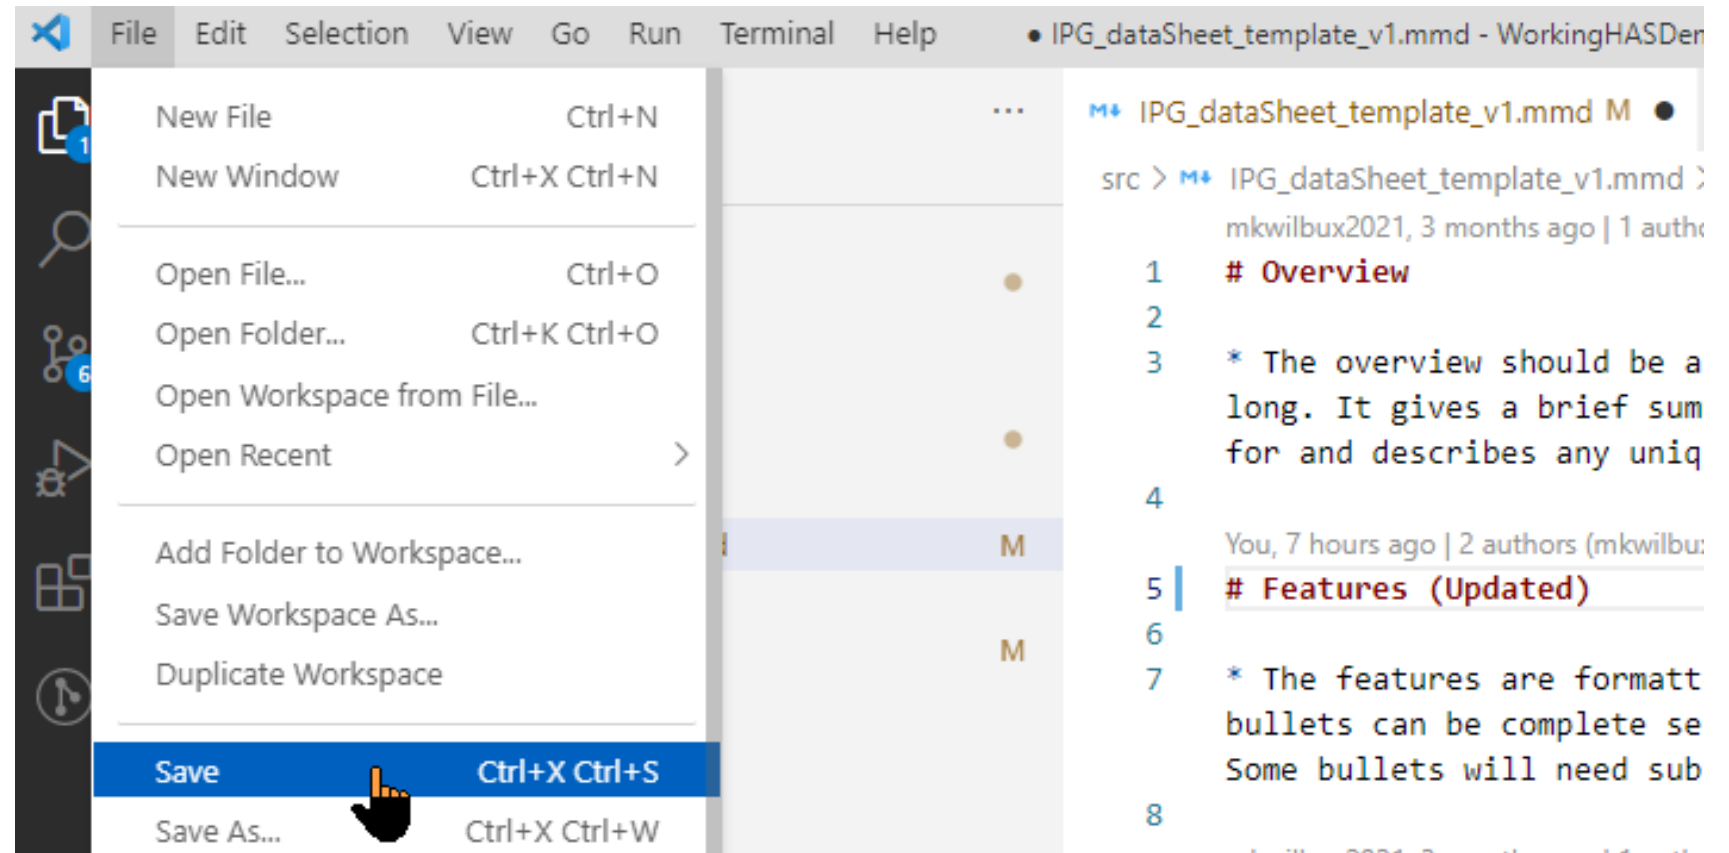 File Edit Selection View Go Run Terminal Help ● IPG_dataSheet_template_v1.mmd - WorkingHASDem
New File Ctrl+N
New Window Ctrl+X Ctrl+N
Open File... Ctrl+O
Open Folder... Ctrl+K Ctrl+O
Open Workspace from File...
Open Recent
Add Folder to Workspace...
Save Workspace As...
Duplicate Workspace
Save Ctrl+X Ctrl+S
Save As... Ctrl+X Ctrl+W
1
6
M
M
M↓ IPG_dataSheet_template_v1.mmd M ●
src > M↓ IPG_dataSheet_template_v1.mmd >
mkwilbux2021, 3 months ago | 1 autho
1 # Overview
2
3 * The overview should be a
long. It gives a brief sum
for and describes any uniq
4
You, 7 hours ago | 2 authors (mkwilbux
5 # Features (Updated)
6
7 * The features are formatt
bullets can be complete se
Some bullets will need sub
8